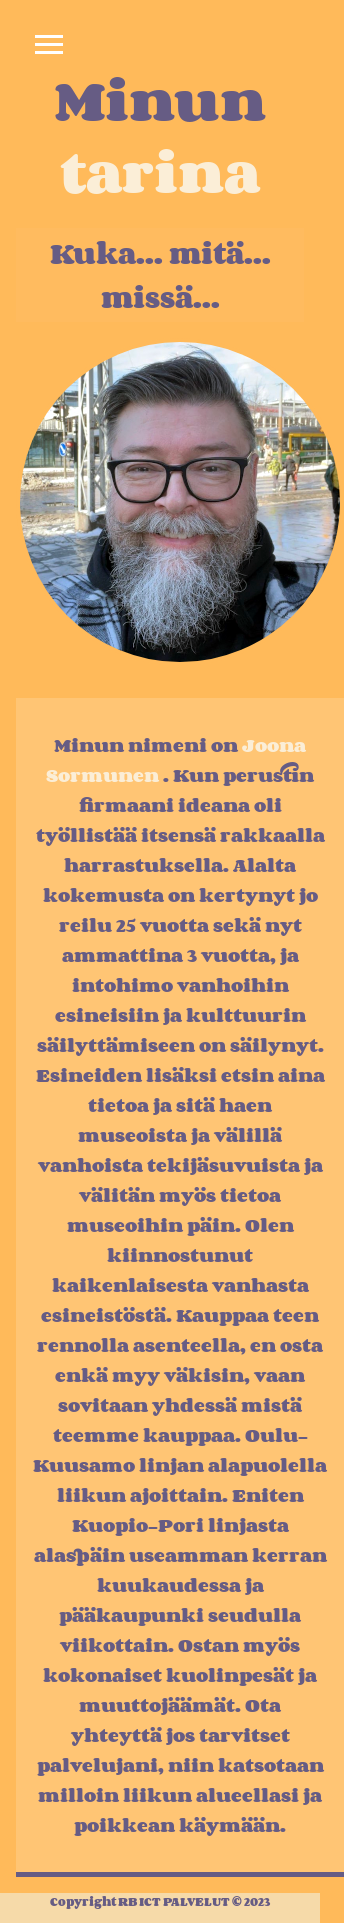 Minun
tarina
Kuka... mitä...
missä...
Minun nimeni on Joona
Sormunen . Kun perustin
firmaani ideana oli
työllistää itsensä rakkaalla
harrastuksella. Alalta
kokemusta on kertynyt jo
reilu 25 vuotta sekä nyt
ammattina 3 vuotta, ja
intohimo vanhoihin
esineisiin ja kulttuurin
säilyttämiseen on säilynyt.
Esineiden lisäksi etsin aina
tietoa ja sitä haen
museoista ja välillä
vanhoista tekijäsuvuista ja
välitän myös tietoa
museoihin päin. Olen
kiinnostunut
kaikenlaisesta vanhasta
esineistöstä. Kauppaa teen
rennolla asenteella, en osta
enkä myy väkisin, vaan
sovitaan yhdessä mistä
teemme kauppaa. Oulu-
Kuusamo linjan alapuolella
liikun ajoittain. Eniten
Kuopio-Pori linjasta
alaspäin useamman kerran
kuukaudessa ja
pääkaupunki seudulla
viikottain. Ostan myös
kokonaiset kuolinpesät ja
muuttojäämät. Ota
yhteyttä jos tarvitset
palvelujani, niin katsotaan
milloin liikun alueellasi ja
poikkean käymään.
Copyright RB ICT PALVELUT © 2023